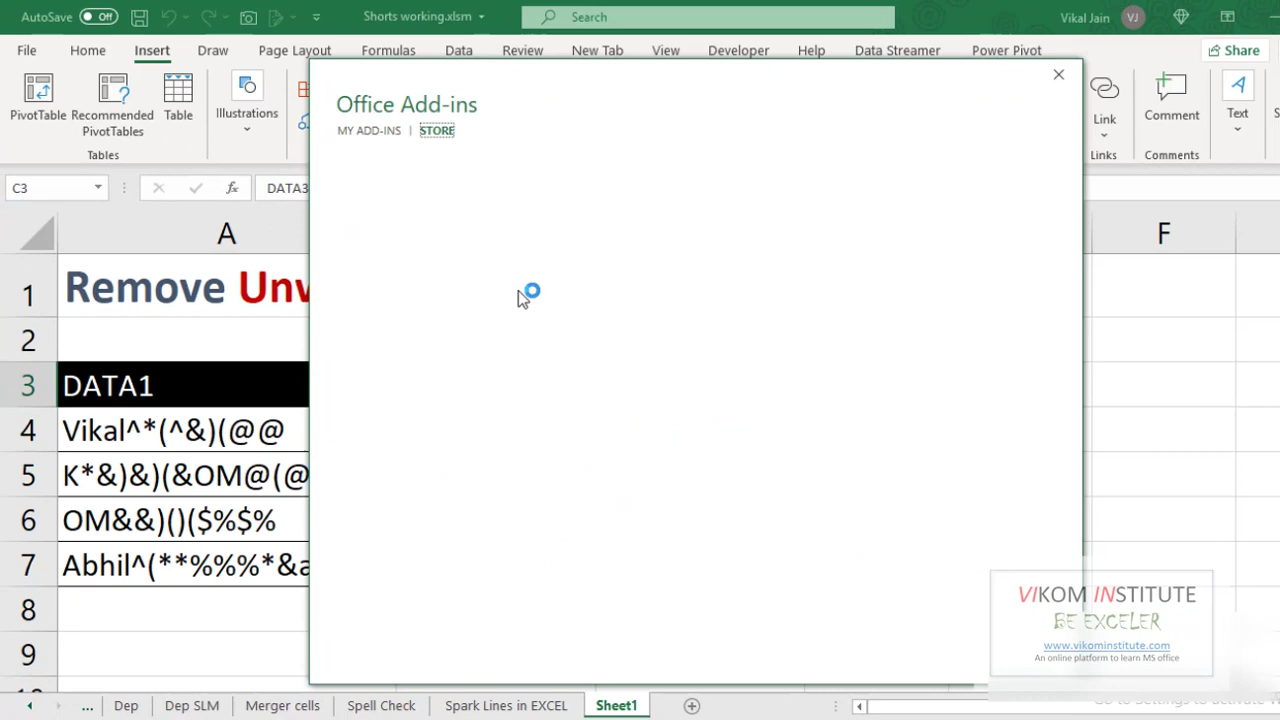 AutoSave Off Shorts working.xlsm Search Vikal Jain VJ
File Home Insert Draw Page Layout Formulas Data Review New Tab View Developer Help Data Streamer Power Pivot Share
PivotTable Recommended PivotTables Table Illustrations Link Comment Text
Tables Links Comments
C3 fx DATA3
Office Add-ins
MY ADD-INS | STORE
A F
1 Remove
2
3 DATA1
4 Vikal^*(^&)(@@
5 K*&)&)(&OM@(@
6 OM&&)()($%$%
7 Abhil^(**%%%*&a
8
9
VIKOM INSTITUTE
BE EXCELER
www.vikominstitute.com
An online platform to learn MS office
... Dep Dep SLM Merger cells Spell Check Spark Lines in EXCEL Sheet1